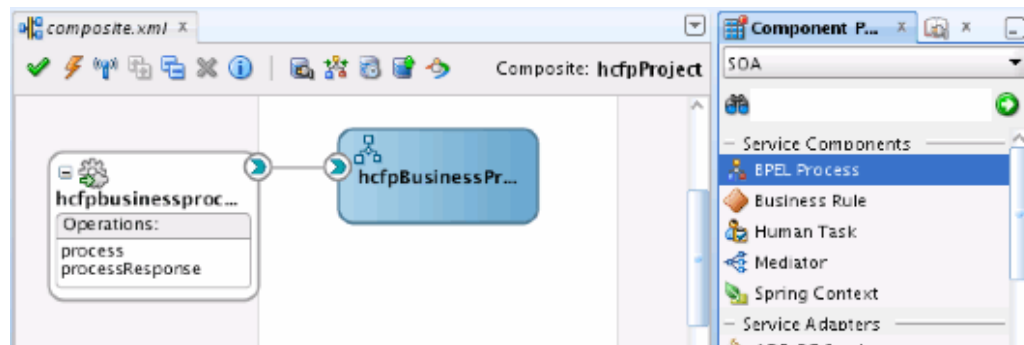 composite.xml
Component P...
Composite: hcfpProject
SOA
Service Components
BPEL Process
Business Rule
Human Task
Mediator
Spring Context
Service Adapters
hcfpbusinessproc...
Operations:
process
processResponse
hcfpBusinessPr...